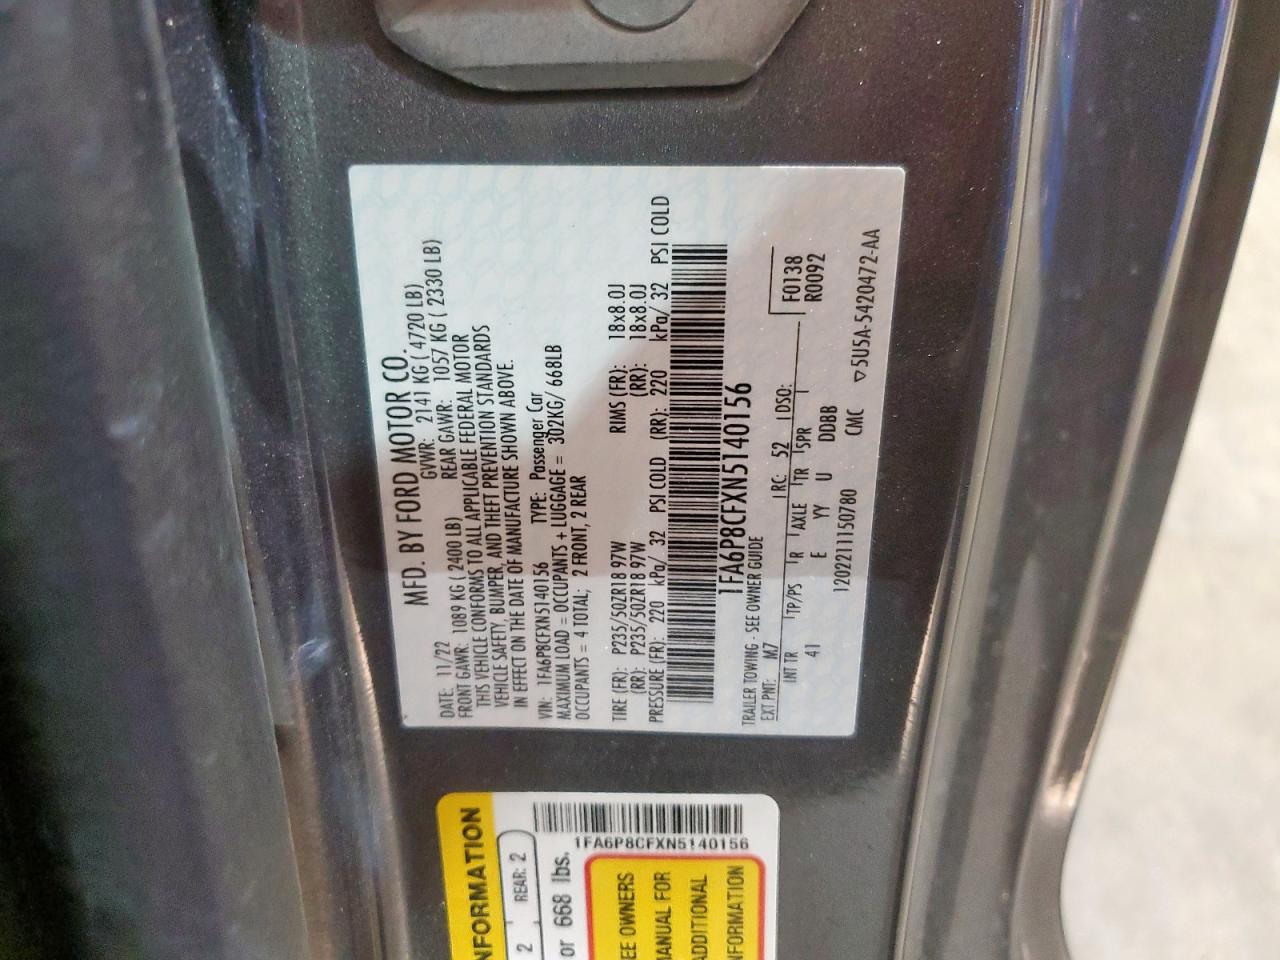 MFD. BY FORD MOTOR CO.
DATE: 11/22 GVWR: 2141 KG ( 4720 LB)
FRONT GAWR: 1089 KG ( 2400 LB) REAR GAWR: 1057 KG ( 2330 LB)
THIS VEHICLE CONFORMS TO ALL APPLICABLE FEDERAL MOTOR
VEHICLE SAFETY, BUMPER, AND THEFT PREVENTION STANDARDS
IN EFFECT ON THE DATE OF MANUFACTURE SHOWN ABOVE.
VIN: 1FA6P8CFXN5140156 TYPE: Passenger Car
MAXIMUM LOAD = OCCUPANTS + LUGGAGE = 302KG/ 668LB
OCCUPANTS = 4 TOTAL; 2 FRONT, 2 REAR
TIRE (FR): P235/50ZR18 97W RIMS (FR): 18x8.0J
(RR): P235/50ZR18 97W (RR): 18x8.0J
PRESSURE (FR): 220 kPa/ 32 PSI COLD (RR): 220 kPa/ 32 PSI COLD
1FA6P8CFXN5140156
TRAILER TOWING - SEE OWNER GUIDE
EXT PNT: M7 RC: 52 DSO: F0138
R0092
INT TR TP/PS R AXLE TR SPR
41 E YY U DDBB
1202211150780 CMC ▽5U5A-5420472-AA
NFORMATION
2 REAR: 2
or 668 lbs.
1FA6P8CFXN5140156
EE OWNERS
MANUAL FOR
ADDITIONAL
NFORMATION